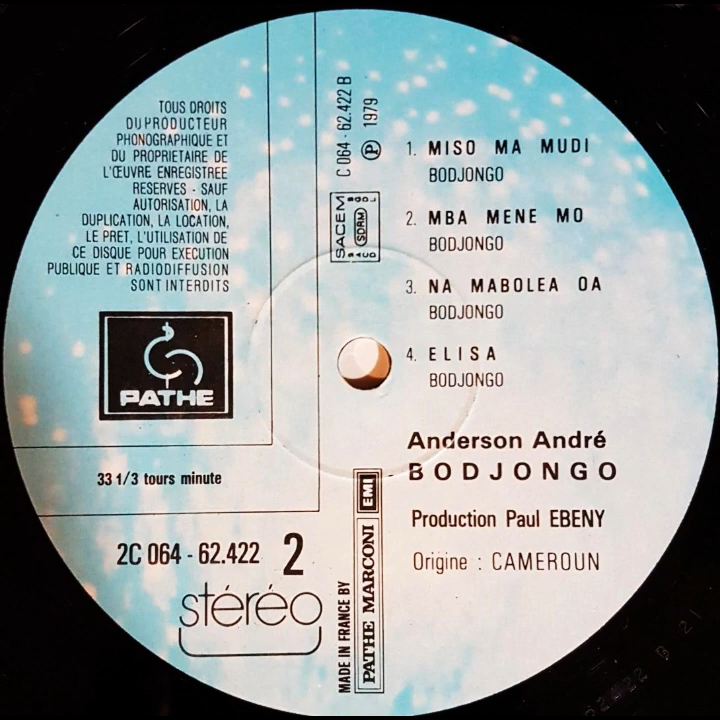 TOUS DROITS
DU PRODUCTEUR
PHONOGRAPHIQUE ET
DU PROPRIETAIRE DE
L'ŒUVRE ENREGISTREE
RESERVES - SAUF
AUTORISATION, LA
DUPLICATION, LA LOCATION,
LE PRET, L'UTILISATION DE
CE DISQUE POUR EXECUTION
PUBLIQUE ET RADIODIFFUSION
SONT INTERDITS
PATHE
33 1/3 tours minute
2C 064 - 62.422 2
stéréo
C 064 - 62.422 B
Ⓟ 1979
SACEM
SDRM
MADE IN FRANCE BY
PATHE MARCONI EMI
1. MISO MA MUDI
BODJONGO
2. MBA MENE MO
BODJONGO
3. NA MABOLEA OA
BODJONGO
4. ELISA
BODJONGO
Anderson André
BODJONGO
Production Paul EBENY
Origine : CAMEROUN